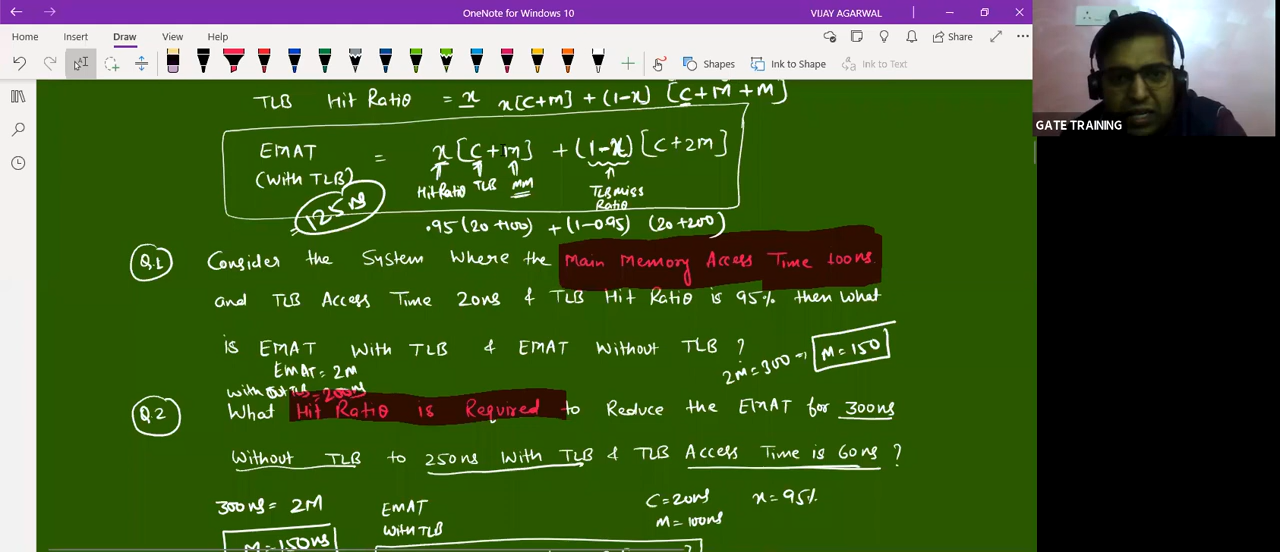 OneNote for Windows 10
VIJAY AGARWAL
Home Insert Draw View Help
Share
Shapes Ink to Shape Ink to Text
TLB Hit Ratio = x x[C+M] + (1-x) [C+M+M]
EMAT = x[C+M] + (1-x) [C+2M]
(With TLB)
Hit Ratio TLB MM TLB Miss Ratio
= 125ns
.95(20+100) + (1-0.95) (20+200)
Q.1 Consider the System Where the Main Memory Access Time 100ns.
and TLB Access Time 20ns & TLB Hit Ratio is 95% then What
is EMAT With TLB & EMAT Without TLB ?
EMAT = 2M
without TLB = 200ns
2M = 300 ⇒ M=150
Q.2 What Hit Ratio is Required to Reduce the EMAT for 300ns
Without TLB to 250ns With TLB & TLB Access Time is 60ns ?
300ns = 2M
M=150ns
EMAT
With TLB
C=20ns x=95%
M=100ns
GATE TRAINING